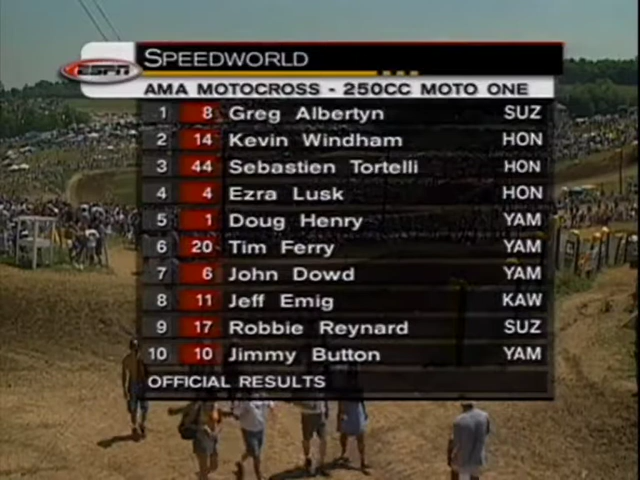 ESPN SPEEDWORLD
AMA MOTOCROSS - 250CC MOTO ONE
1 8 Greg Albertyn SUZ
2 14 Kevin Windham HON
3 44 Sebastien Tortelli HON
4 4 Ezra Lusk HON
5 1 Doug Henry YAM
6 20 Tim Ferry YAM
7 6 John Dowd YAM
8 11 Jeff Emig KAW
9 17 Robbie Reynard SUZ
10 10 Jimmy Button YAM
OFFICIAL RESULTS